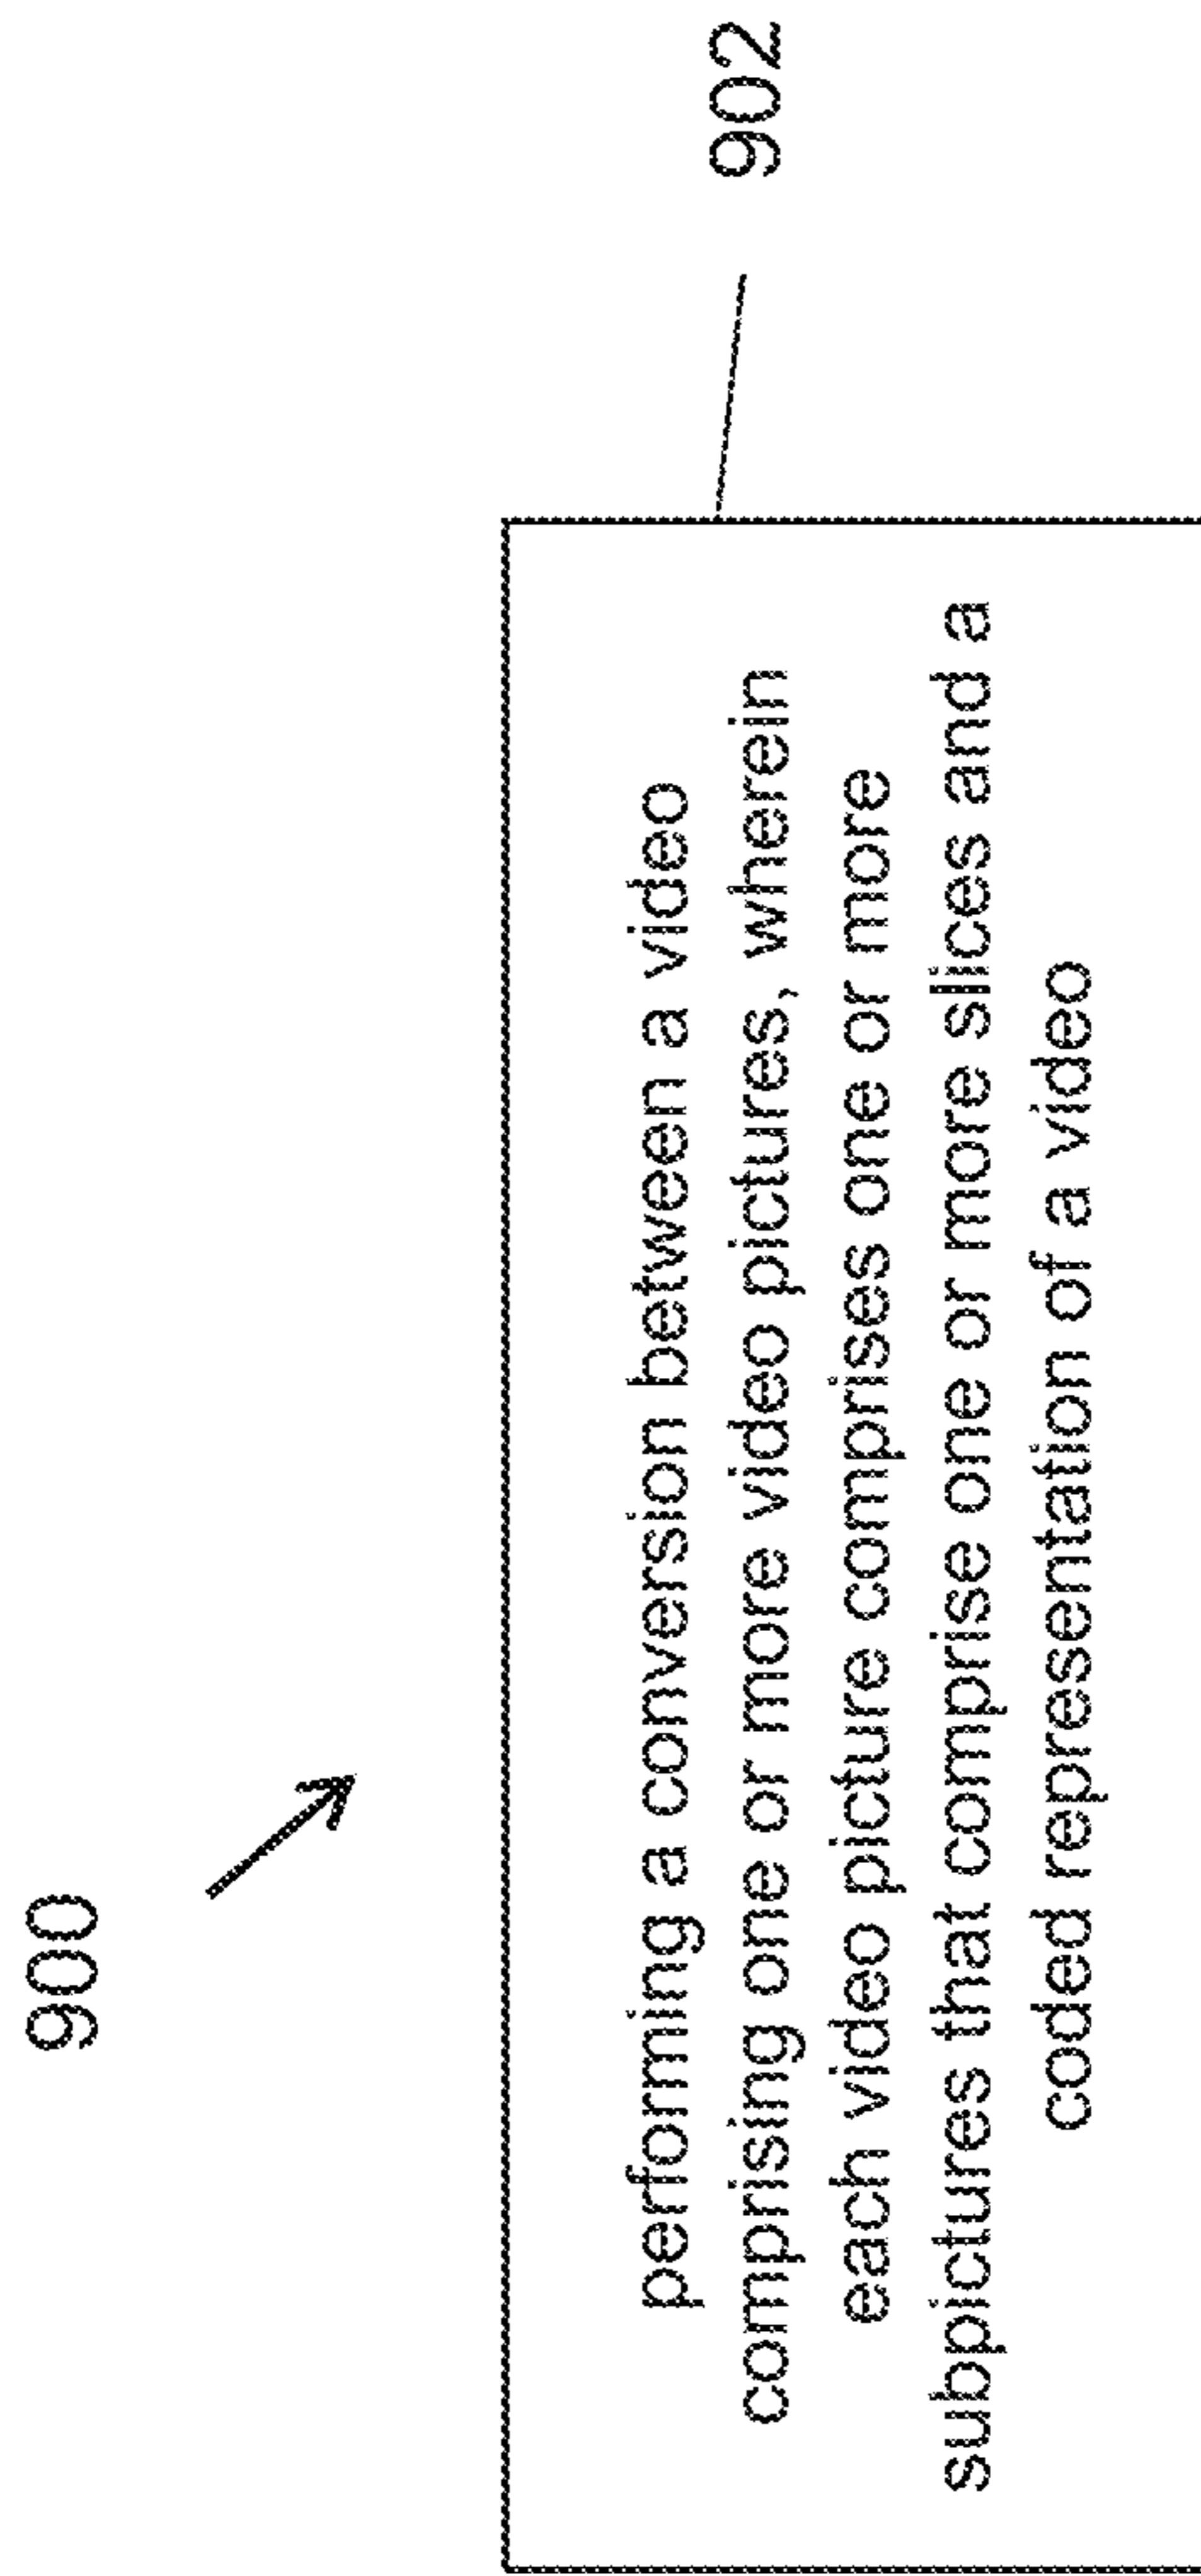 900
902
performing a conversion between a video
comprising one or more video pictures, wherein
each video picture comprises one or more
subpictures that comprise one or more slices and a
coded representation of a video